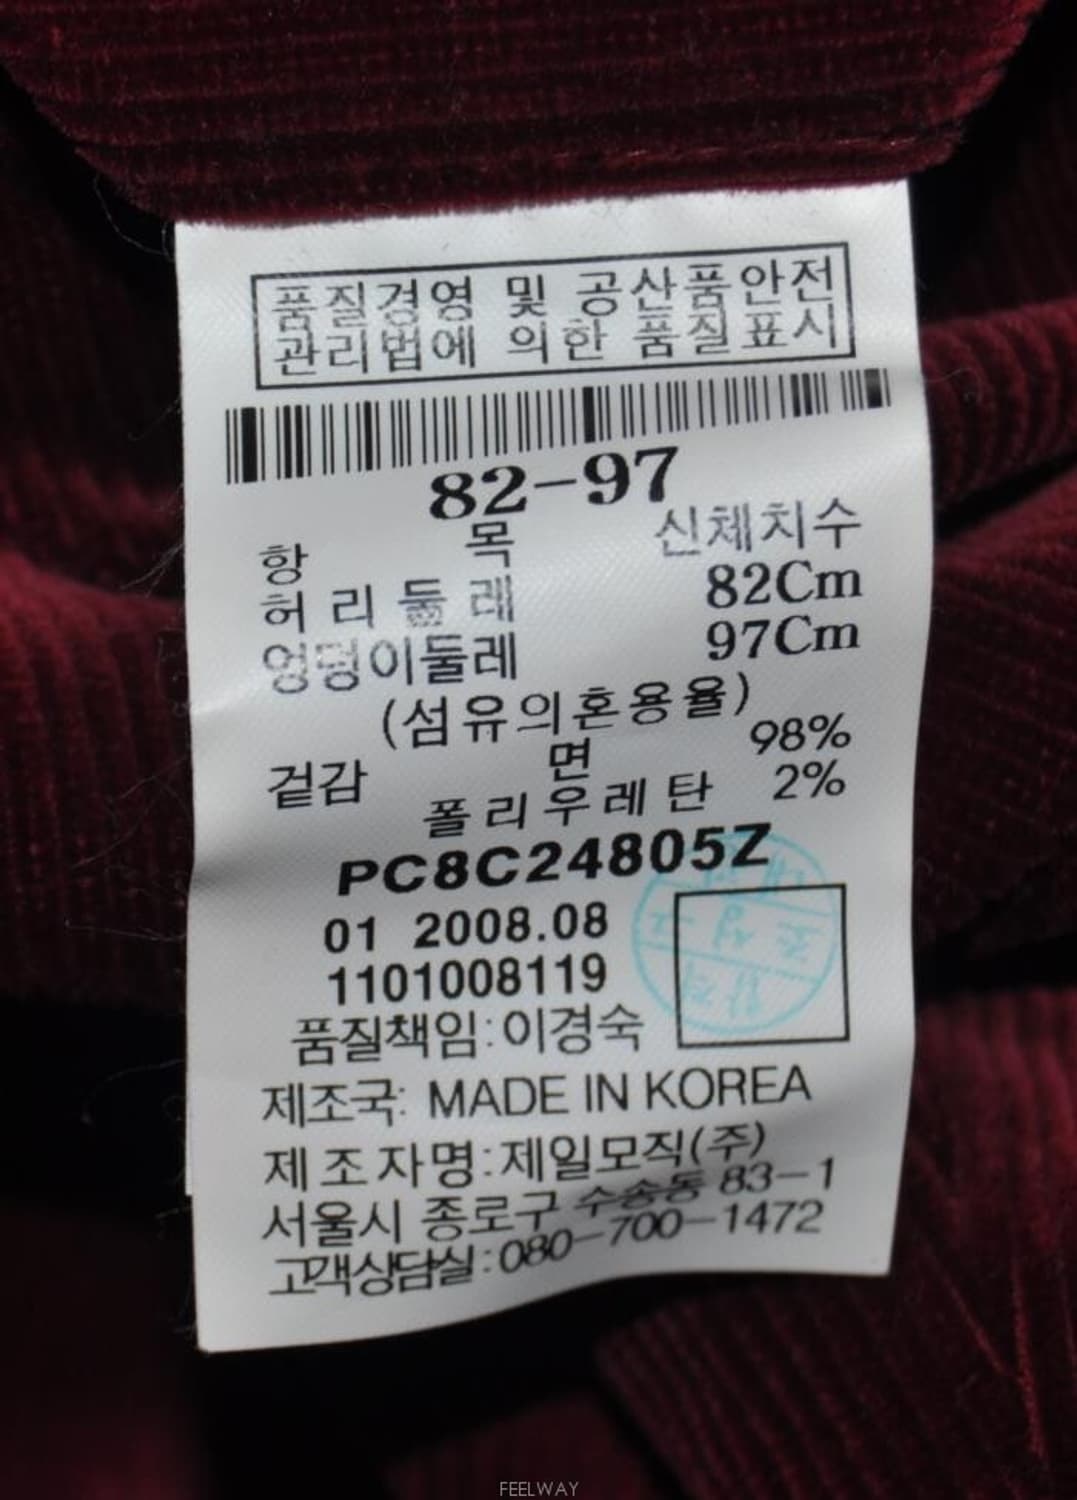 품질경영 및 공산품안전
관리법에 의한 품질표시
82-97
항 목 신체치수
허리둘레 82Cm
엉덩이둘레 97Cm
(섬유의혼용율)
겉감 면 98%
폴리우레탄 2%
PC8C24805Z
01 2008.08
1101008119
품질책임:이경숙
제조국: MADE IN KOREA
제조자명:제일모직(주)
서울시 종로구 수송동 83-1
고객상담실:080-700-1472
FEELWAY